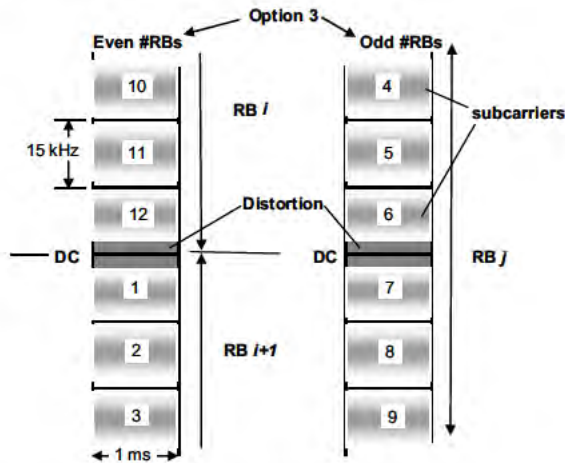 Option 3
Even #RBs
Odd #RBs
10
RB i
4
subcarriers
15 kHz
11
5
12
Distortion
6
DC
DC
RB j
1
7
2
RB i+1
8
3
9
1 ms